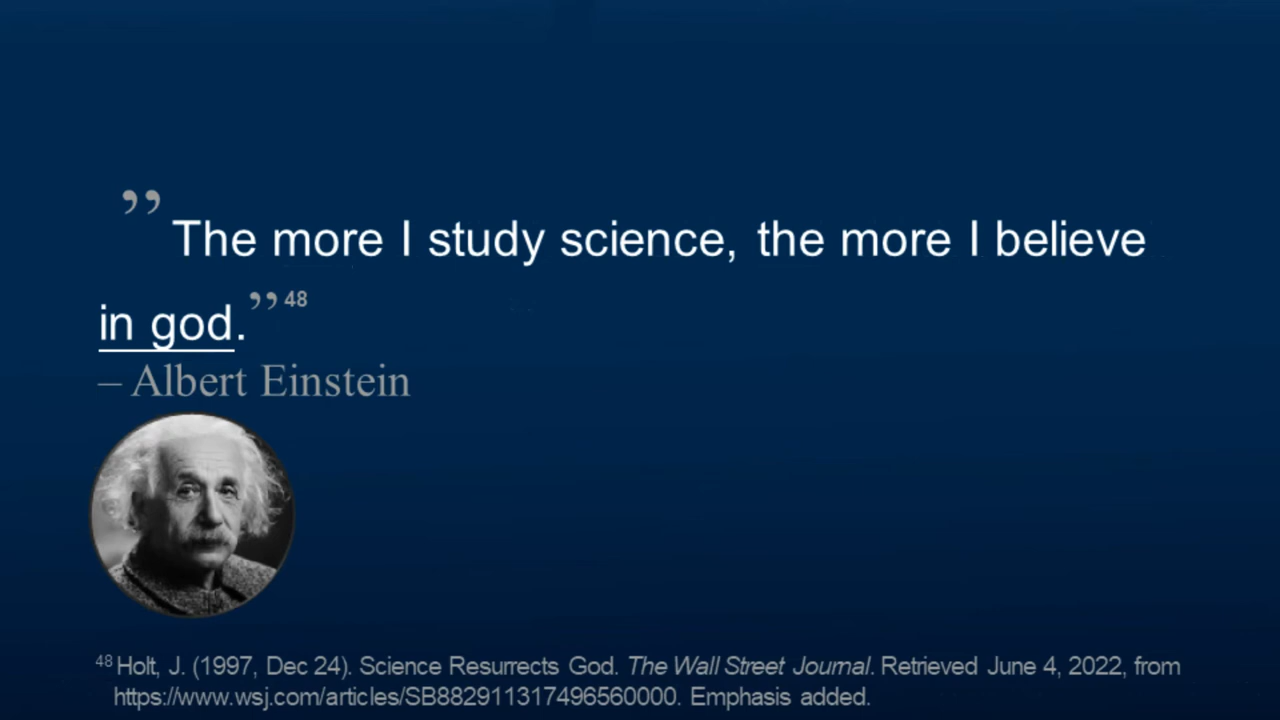 ”The more I study science, the more I believe
in god.”48
– Albert Einstein
48 Holt, J. (1997, Dec 24). Science Resurrects God. The Wall Street Journal. Retrieved June 4, 2022, from
https://www.wsj.com/articles/SB882911317496560000. Emphasis added.